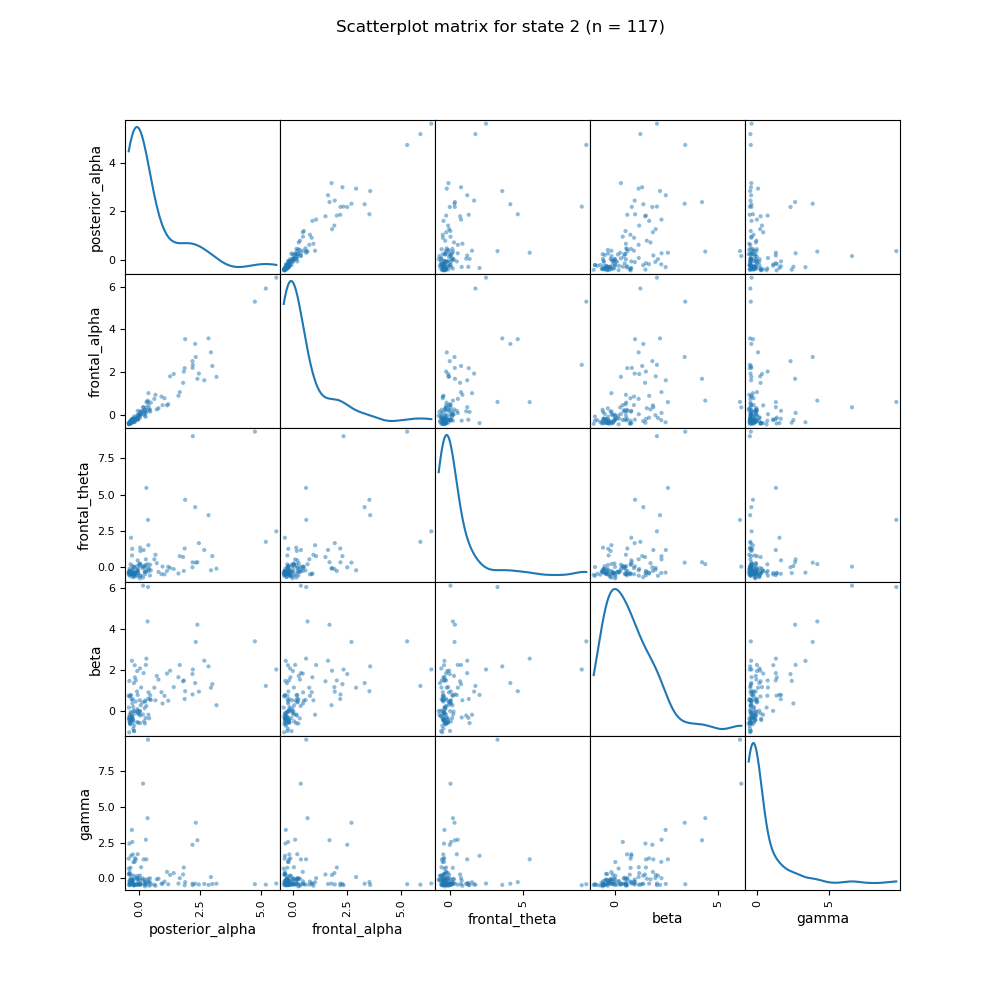 Scatterplot matrix for state 2 (n = 117)
posterior_alpha
4
2
0
frontal_alpha
6
4
2
0
frontal_theta
7.5
5.0
2.5
0.0
beta
6
4
2
0
gamma
7.5
5.0
2.5
0.0
0.0 2.5 5.0 0.0 2.5 5.0 0 5 0 5 0 5
posterior_alpha frontal_alpha frontal_theta beta gamma